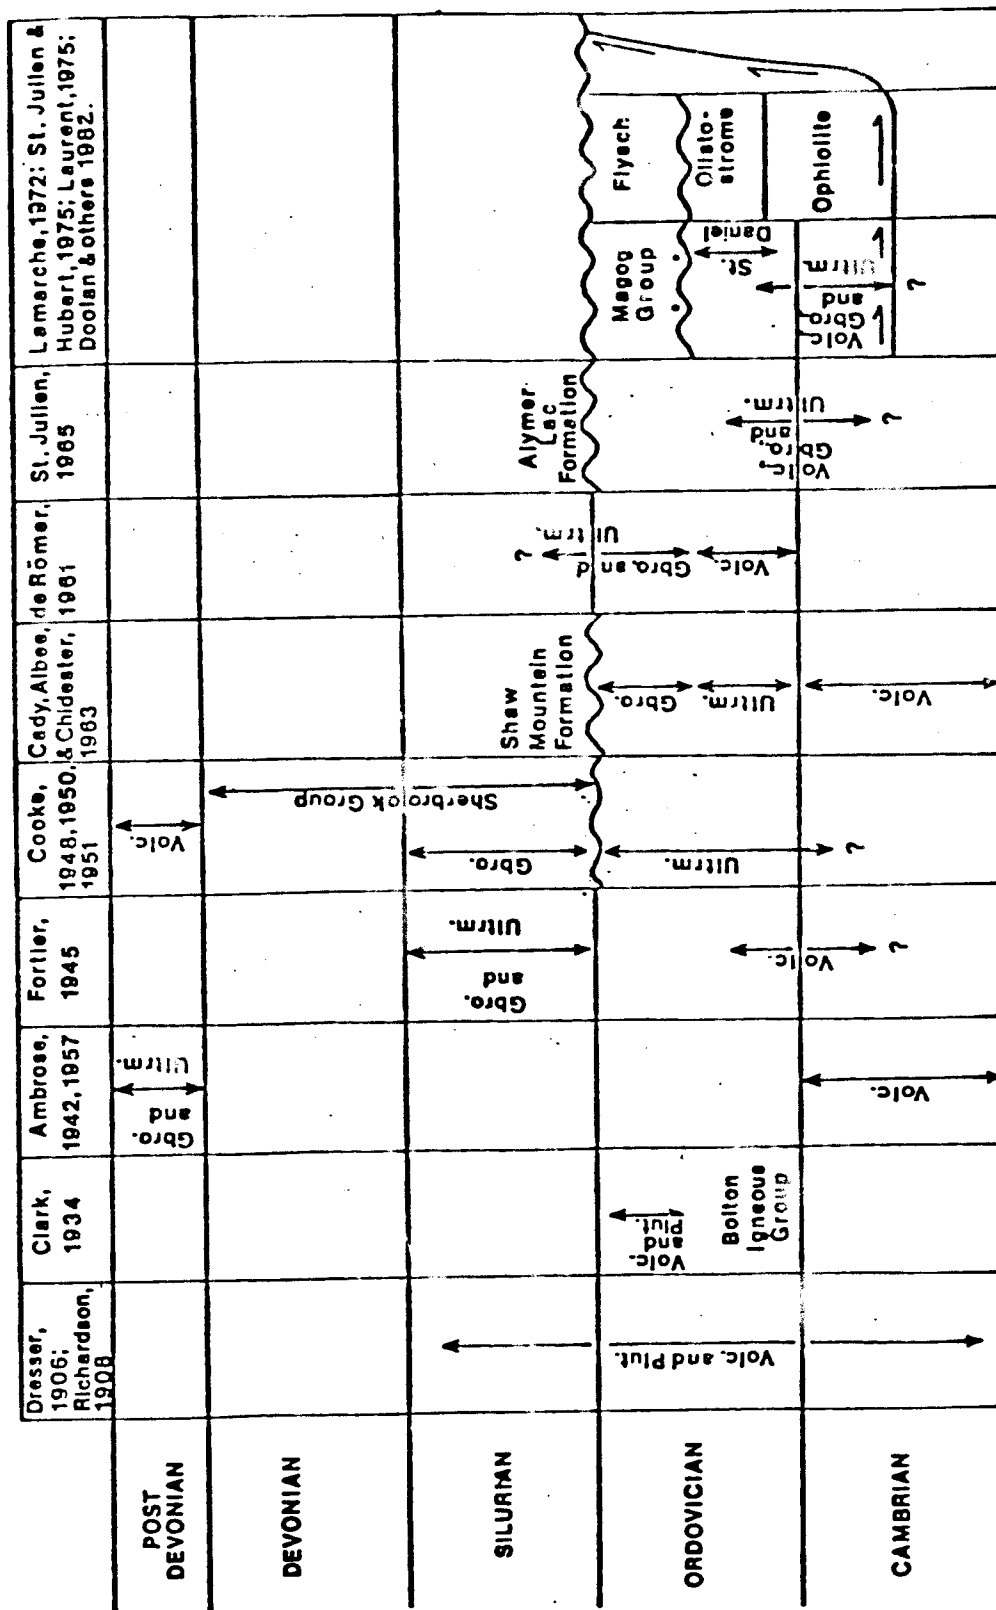 Dresser,
1906;
Richardson,
1908
Clark,
1934
Ambrose,
1942,1957
Fortier,
1945
Cooke,
1948,1950,
1951
Cady, Albee,
& Chidester,
1963
de Römer,
1961
St. Julien,
1965
Lamarche, 1972; St. Julien &
Hubert, 1975; Laurent, 1975;
Doolan & others 1982.
POST
DEVONIAN
Gbro.
and
Ultrm.
Volc.
DEVONIAN
Sherbrook Group
SILURIAN
Gbro.
and
Ultrm.
Gbro.
Shaw
Mountein
Formation
?
Alymer
Lac
Formation
ORDOVICIAN
Volc. and Plut.
Volc.
and
Plut.
Bolton
Igneous
Group
Volc.
?
Ultrm.
?
Gbro.
Ultrm.
Gbro. and
Ultrm.
Volc.
Volc.,
Gbro.,
and
Ultrm.
?
Magog
Group
Flysch
St.
Daniel
Olisto-
strome
CAMBRIAN
Volc.
Volc.
Volc
Gbro
and
Ultrm.
?
Ophiolite